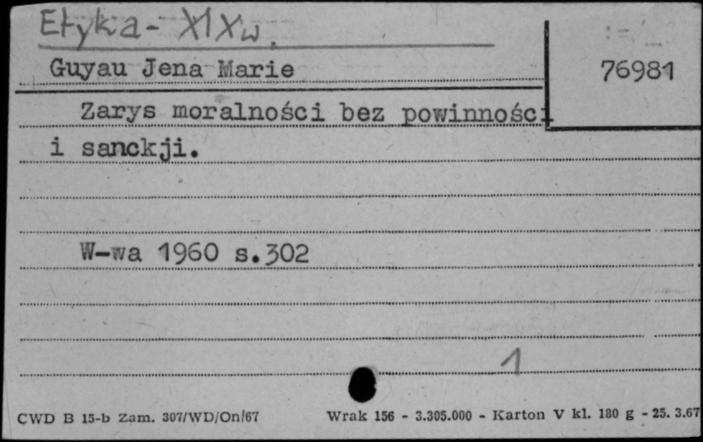 Etyka - XIXw.
Guyau Jena Marie
76981
Zarys moralności bez powinności
i sanckji.
W-wa 1960 s.302
1
CWD B 15-b Zam. 307/WD/On/67 Wrak 156 - 3.305.000 - Karton V kl. 180 g - 25. 3.67